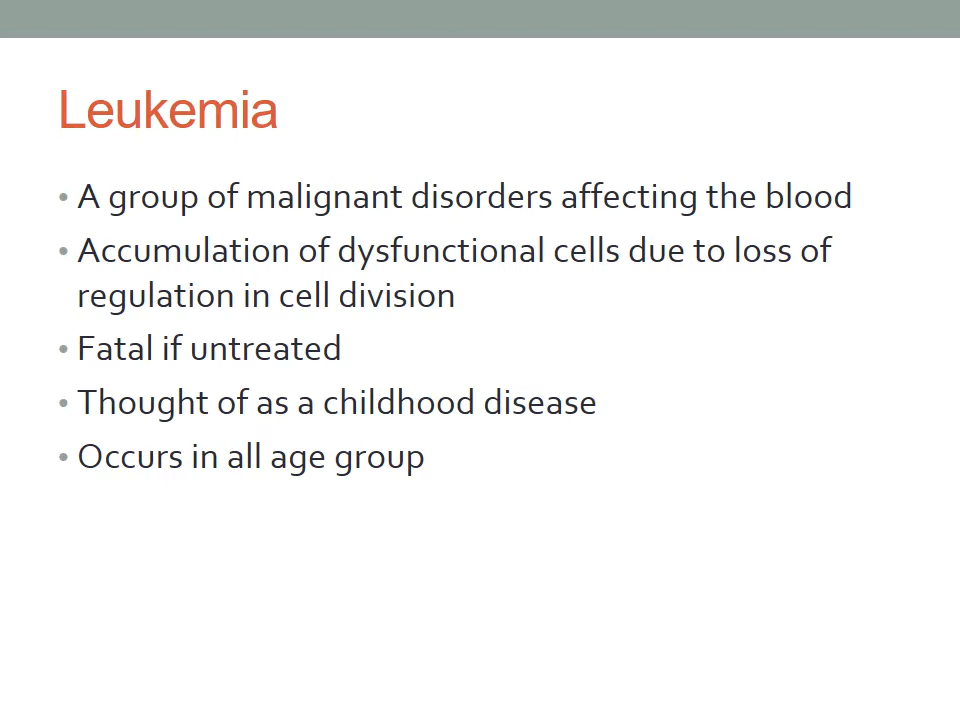 Leukemia
• A group of malignant disorders affecting the blood
• Accumulation of dysfunctional cells due to loss of
regulation in cell division
• Fatal if untreated
• Thought of as a childhood disease
• Occurs in all age group